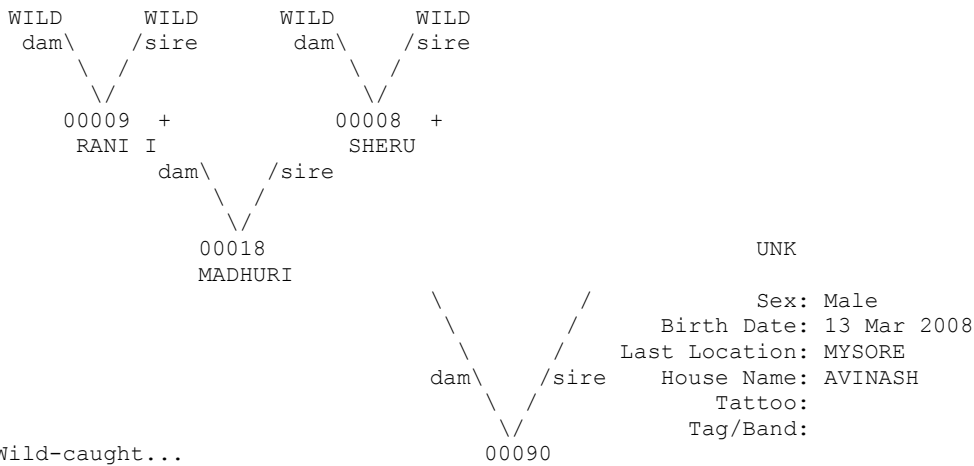 WILD WILD WILD WILD
dam\ /sire dam\ /sire
\ / \ /
\/ \/
00009 + 00008 +
RANI I SHERU
dam\ /sire
\ /
\/
00018 UNK
MADHURI
\ / Sex: Male
\ / Birth Date: 13 Mar 2008
\ / Last Location: MYSORE
dam\ /sire House Name: AVINASH
\ / Tattoo:
\/ Tag/Band:
Wild-caught... 00090